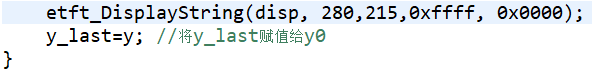 etft_DisplayString(disp, 280,215,0xffff, 0x0000);
y_last=y; //将y_last赋值给y0
}